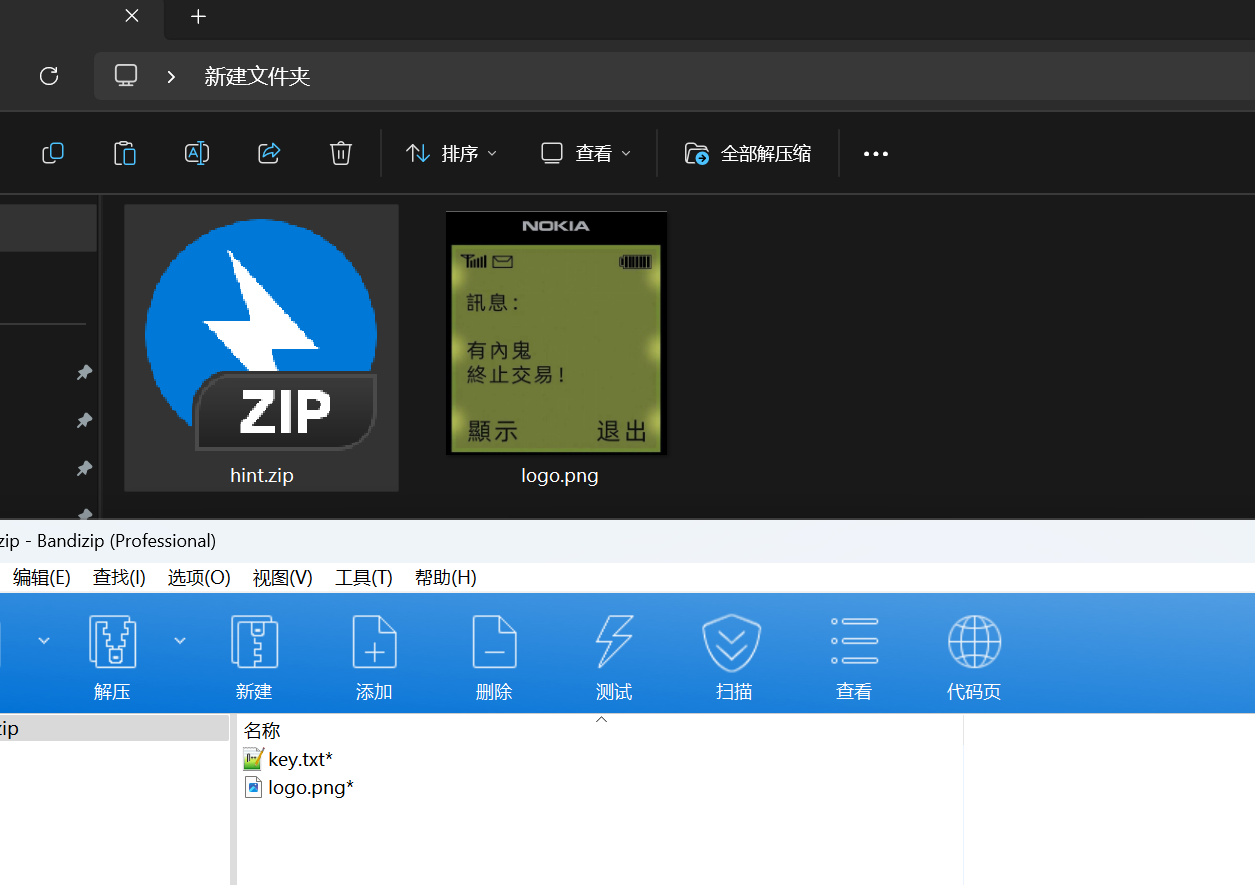 新建文件夹
排序
查看
全部解压缩
NOKIA
訊息：
有內鬼
終止交易！
顯示 退出
ZIP
hint.zip
logo.png
zip - Bandizip (Professional)
编辑(E) 查找(I) 选项(O) 视图(V) 工具(T) 帮助(H)
解压 新建 添加 删除 测试 扫描 查看 代码页
zip
名称
key.txt*
logo.png*